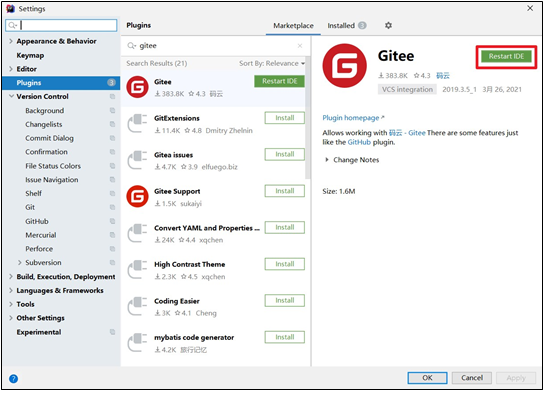 Settings
Appearance & Behavior
Keymap
Editor
Plugins 3
Version Control
Background
Changelists
Commit Dialog
Confirmation
File Status Colors
Issue Navigation
Shelf
Git
GitHub
Mercurial
Perforce
Subversion
Build, Execution, Deployment
Languages & Frameworks
Tools
Other Settings
Experimental
Plugins
Marketplace
Installed 3
gitee
Search Results (21)
Sort By: Relevance
Gitee
383.8K 4.3 码云
Restart IDE
GitExtensions
11.4K 4.8 Dmitry Zhelnin
Install
Gitea issues
4.7K 3.9 elfuego.biz
Install
Gitee Support
1.5K sukaiyi
Install
Convert YAML and Properties ...
24K 4.4 xqchen
Install
High Contrast Theme
2.3K 4.5 xqchen
Install
Coding Easier
3K 4.1 Cheng
Install
mybatis code generator
4.2K 旅行记忆
Install
Gitee
Restart IDE
383.8K 4.3 码云
VCS integration 2019.3.5_1 3月 26, 2021
Plugin homepage
Allows working with 码云 - Gitee There are some features just
like the GitHub plugin.
Change Notes
Size: 1.6M
?
OK
Cancel
Apply